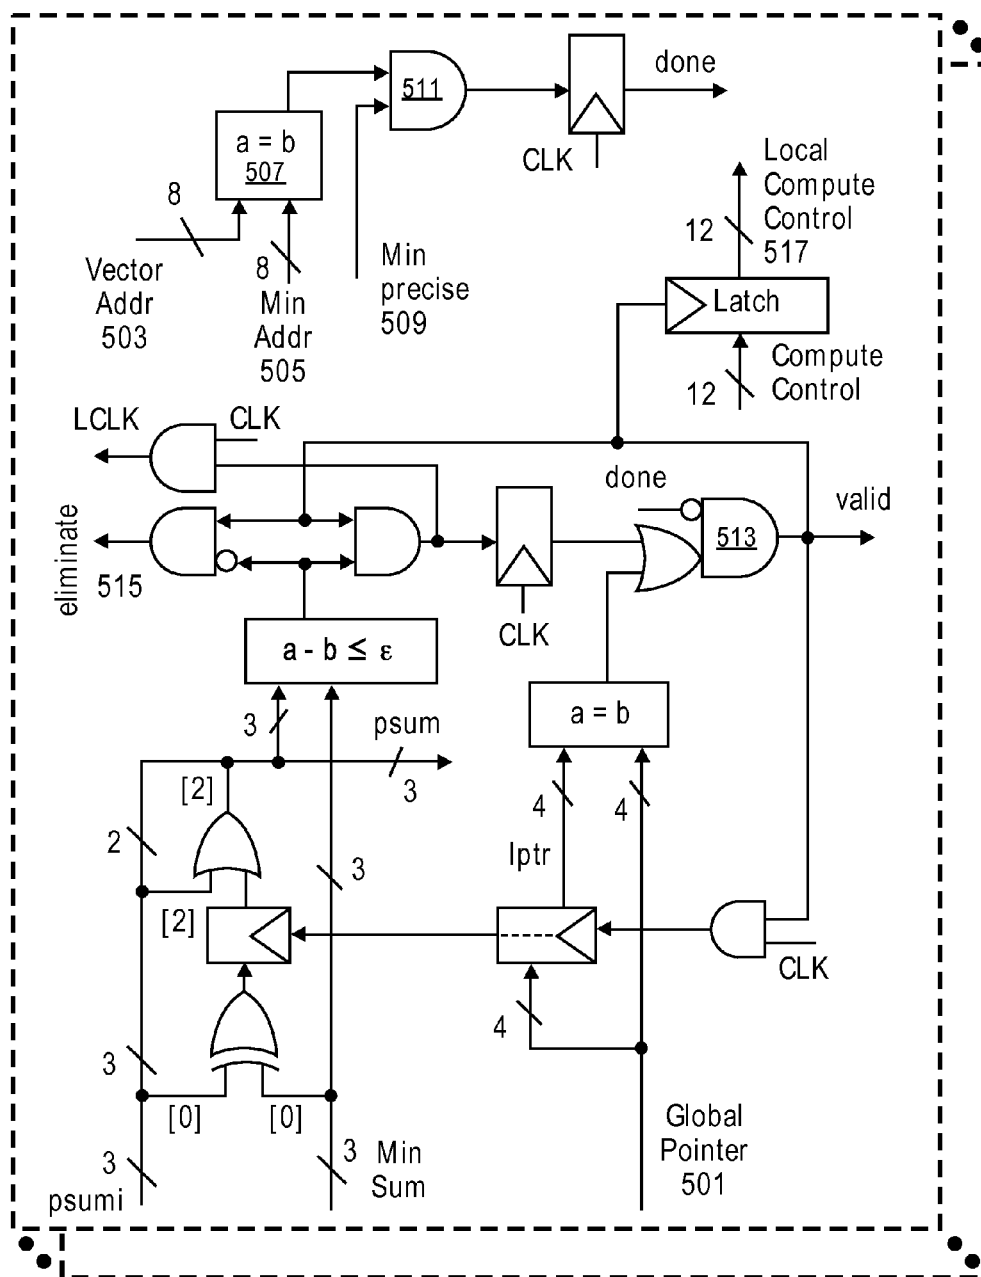 done
511
a = b
507
CLK
Local
Compute
Control
517
8
12
8
Vector
Addr
503
Min
Addr
505
Min
precise
509
Latch
Compute
Control
12
LCLK
CLK
done
valid
513
eliminate
515
CLK
a - b ≤ ε
a = b
3
psum
3
[2]
4
4
2
3
lptr
[2]
CLK
4
3
[0]
[0]
Global
Pointer
501
3
psumi
3
Min
Sum